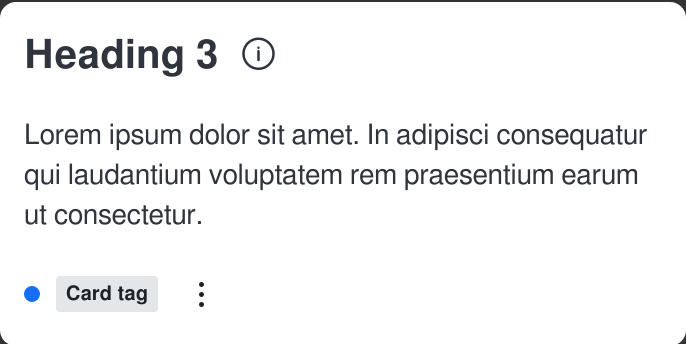 Heading 3
Lorem ipsum dolor sit amet. In adipisci consequatur
qui laudantium voluptatem rem praesentium earum
ut consectetur.
Card tag